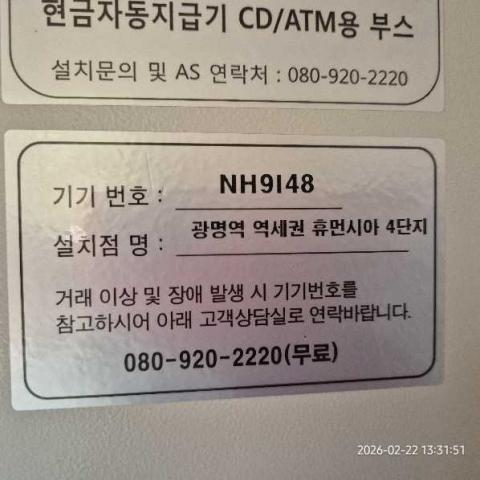 현금자동지급기 CD/ATM용 부스
설치문의 및 AS 연락처 : 080-920-2220
기기 번호 : NH9I48
설치점 명 : 광명역 역세권 휴먼시아 4단지
거래 이상 및 장애 발생 시 기기번호를
참고하시어 아래 고객상담실로 연락바랍니다.
080-920-2220(무료)
2026-02-22 13:31:51